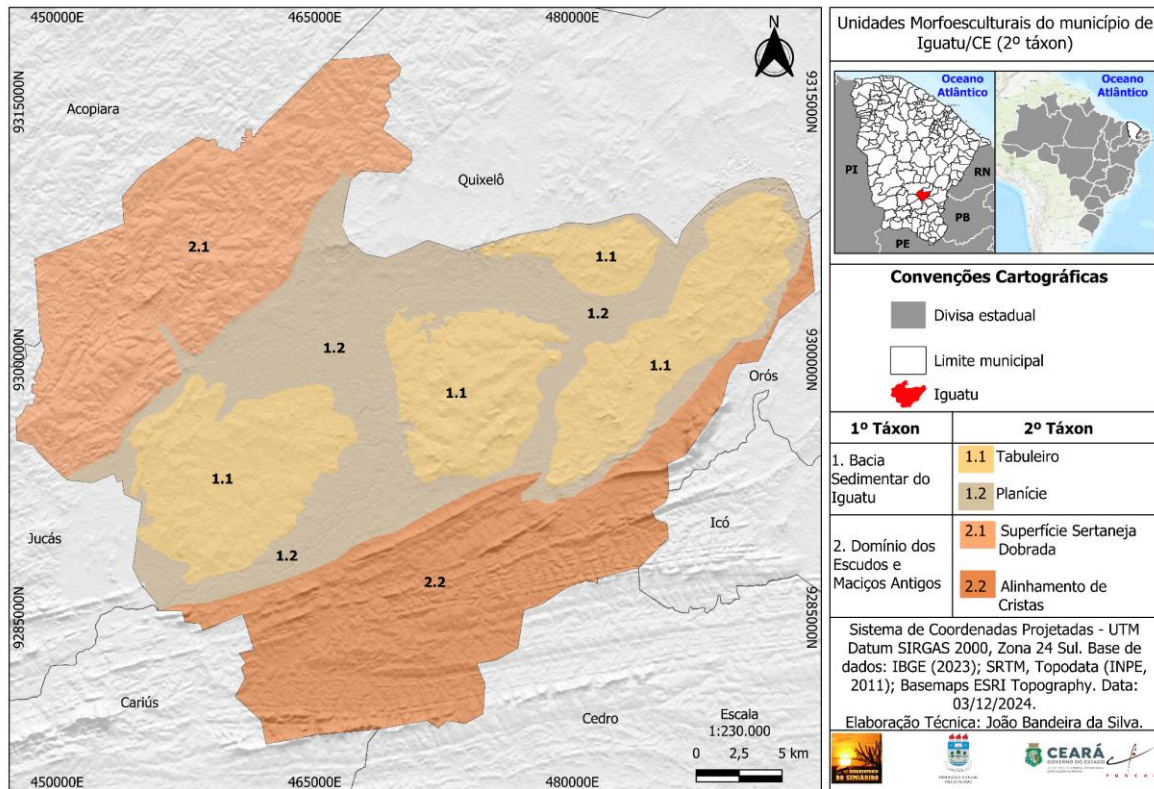 450000E
465000E
480000E
N
9315000N
9315000N
Acopiara
Quixelô
2.1
1.1
1.2
1.2
9300000N
9300000N
1.1
1.1
Orós
1.1
Jucás
Icó
1.2
2.2
9285000N
9285000N
Cariús
Cedro
Escala
1:230.000
0 2,5 5 km
450000E
465000E
480000E
Unidades Morfoesculturais do município de
Iguatu/CE (2º táxon)
Oceano
Atlântico
PI
RN
PB
PE
Oceano
Atlântico
Convenções Cartográficas
Divisa estadual
Limite municipal
Iguatu
1º Táxon
2º Táxon
1. Bacia
Sedimentar do
Iguatu
1.1 Tabuleiro
1.2 Planície
2. Domínio dos
Escudos e
Maciços Antigos
2.1 Superfície Sertaneja
Dobrada
2.2 Alinhamento de
Cristas
Sistema de Coordenadas Projetadas - UTM
Datum SIRGAS 2000, Zona 24 Sul. Base de
dados: IBGE (2023); SRTM, Topodata (INPE,
2011); Basemaps ESRI Topography. Data:
03/12/2024.
Elaboração Técnica: João Bandeira da Silva.
DO SEMIÁRIDO
CEARÁ
GOVERNO DO ESTADO